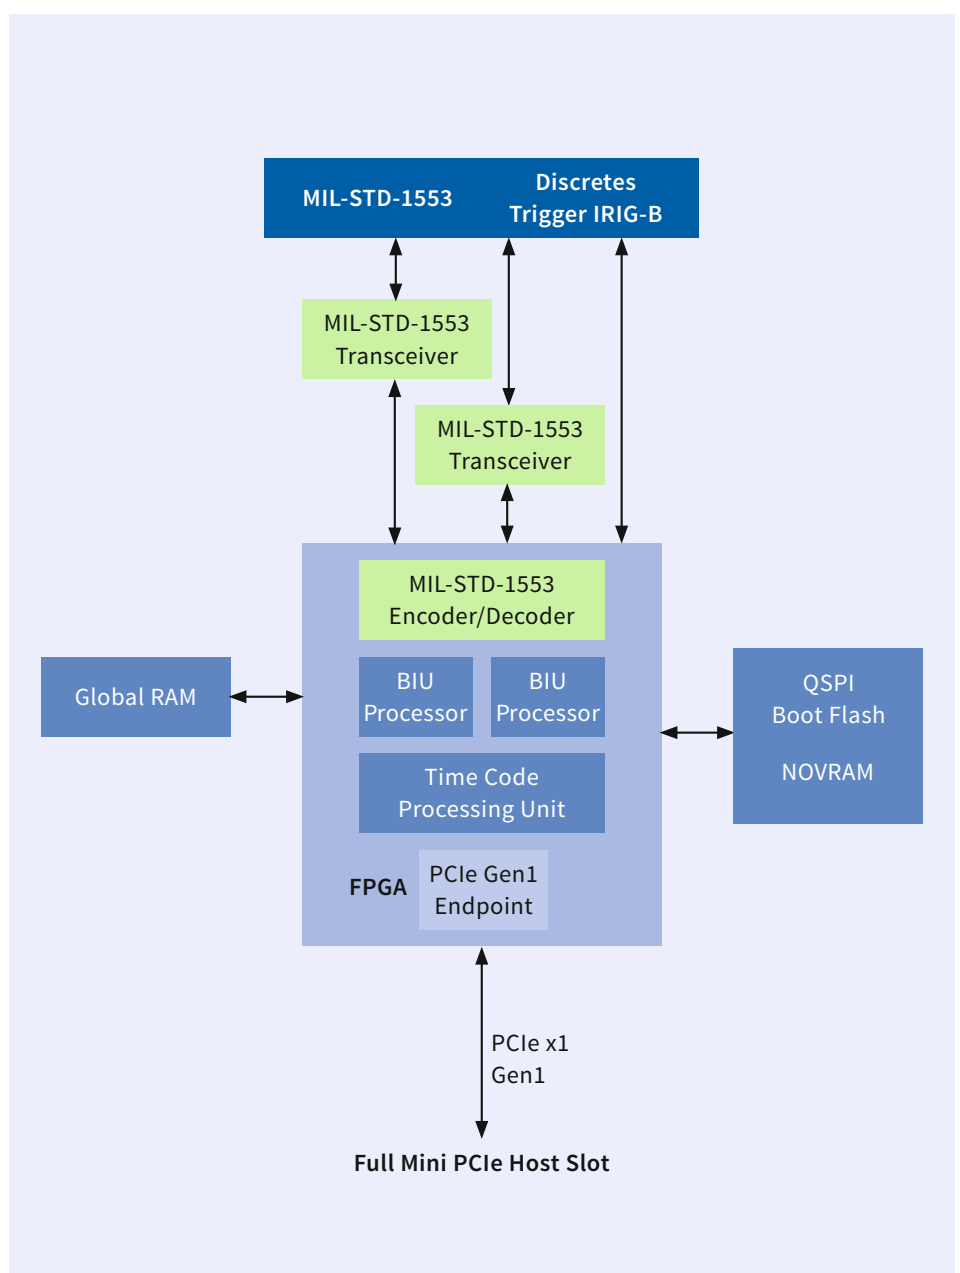 MIL-STD-1553
Discretes
Trigger IRIG-B
MIL-STD-1553
Transceiver
MIL-STD-1553
Transceiver
MIL-STD-1553
Encoder/Decoder
Global RAM
BIU
Processor
BIU
Processor
QSPI
Boot Flash
NOVRAM
Time Code
Processing Unit
FPGA
PCIe Gen1
Endpoint
PCIe x1
Gen1
Full Mini PCIe Host Slot